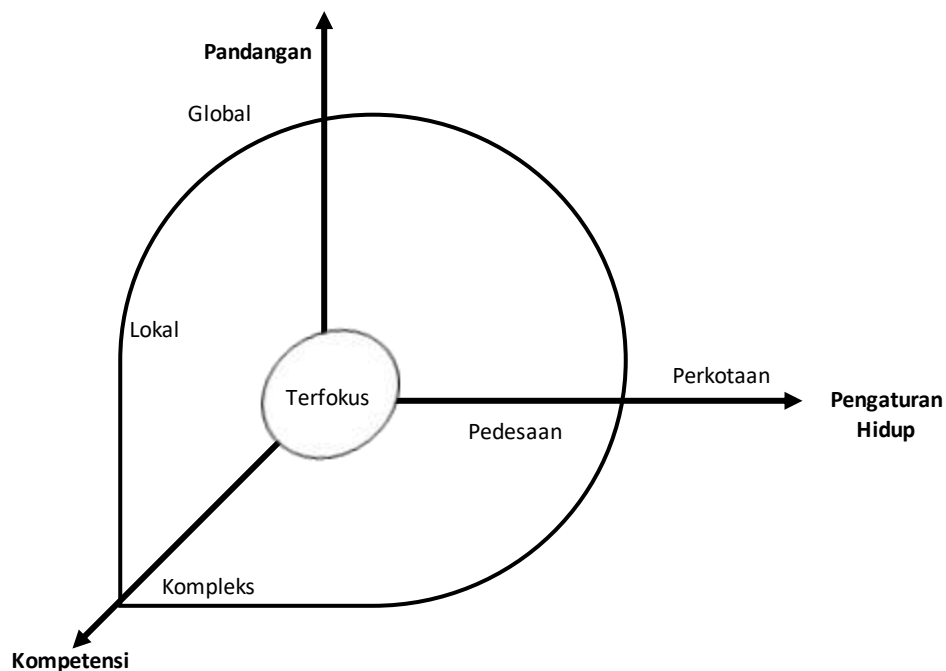 Pandangan
Global
Lokal
Terfokus
Perkotaan
Pengaturan
Hidup
Pedesaan
Kompleks
Kompetensi